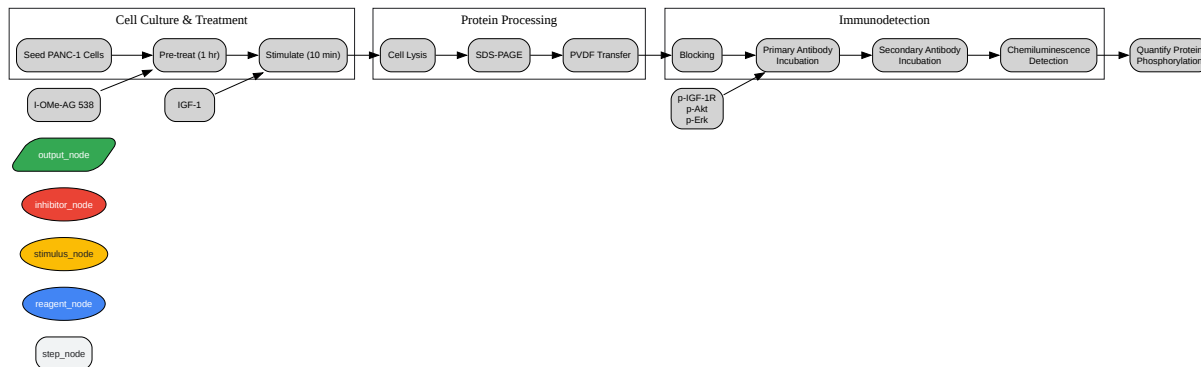 Cell Culture & Treatment
Protein Processing
Immunodetection
Seed PANC-1 Cells
Pre-treat (1 hr)
Stimulate (10 min)
Cell Lysis
SDS-PAGE
PVDF Transfer
Blocking
Primary Antibody
Incubation
Secondary Antibody
Incubation
Chemiluminescence
Detection
Quantify Protein
Phosphorylation
I-OMe-AG 538
IGF-1
p-IGF-1R
p-Akt
p-Erk
output_node
inhibitor_node
stimulus_node
reagent_node
step_node